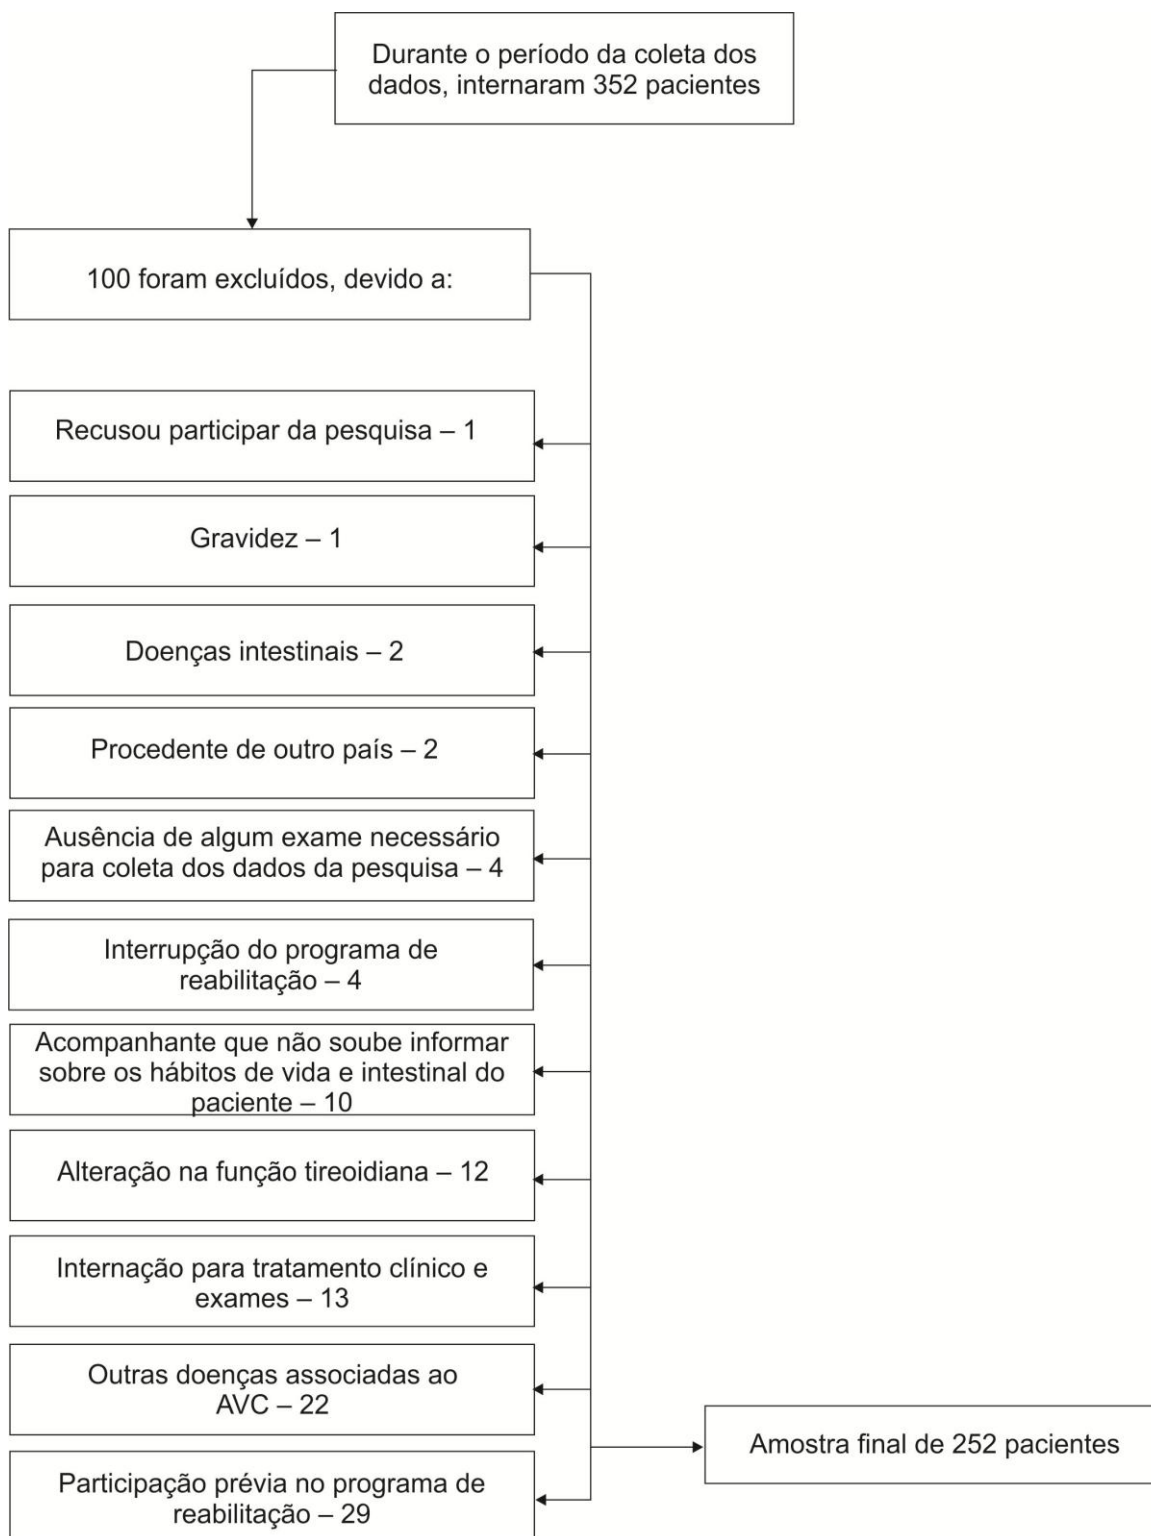 Durante o período da coleta dos
dados, internaram 352 pacientes
100 foram excluídos, devido a:
Recusou participar da pesquisa – 1
Gravidez – 1
Doenças intestinais – 2
Procedente de outro país – 2
Ausência de algum exame necessário
para coleta dos dados da pesquisa – 4
Interrupção do programa de
reabilitação – 4
Acompanhante que não soube informar
sobre os hábitos de vida e intestinal do
paciente – 10
Alteração na função tireoidiana – 12
Internação para tratamento clínico e
exames – 13
Outras doenças associadas ao
AVC – 22
Participação prévia no programa de
reabilitação – 29
Amostra final de 252 pacientes